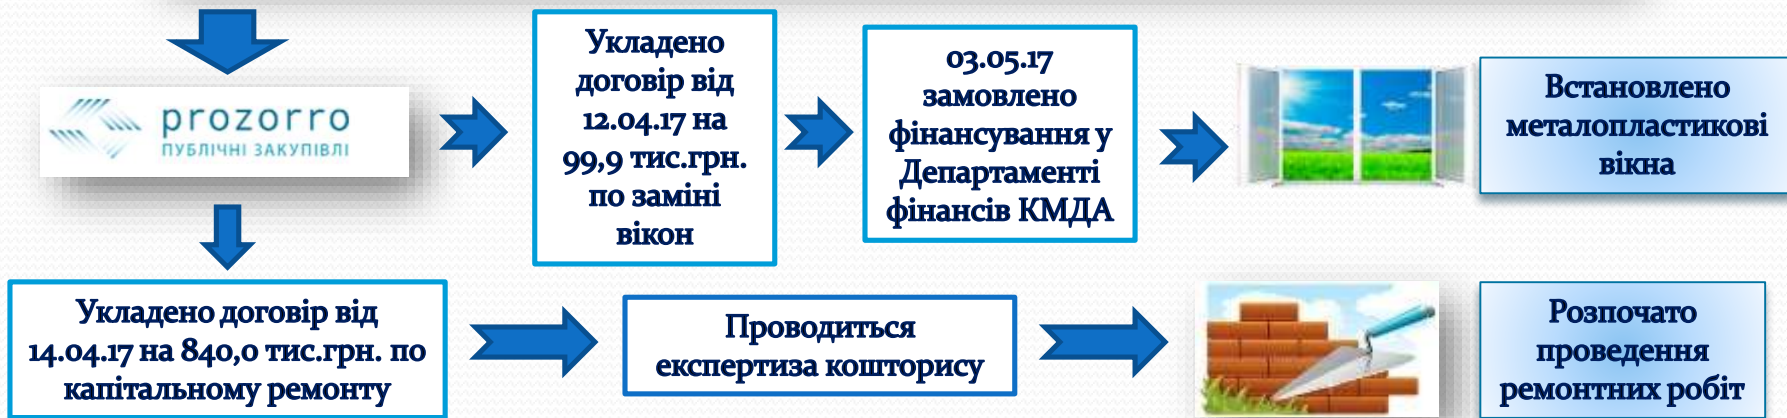 prozorro
ПУБЛІЧНІ ЗАКУПІВЛІ
Укладено
договір від
12.04.17 на
99,9 тис.грн.
по заміні
вікон
03.05.17
замовлено
фінансування у
Департаменті
фінансів КМДА
Встановлено
металопластикові
вікна
Укладено договір від
14.04.17 на 840,0 тис.грн. по
капітальному ремонту
Проводиться
експертиза кошторису
Розпочато
проведення
ремонтних робіт